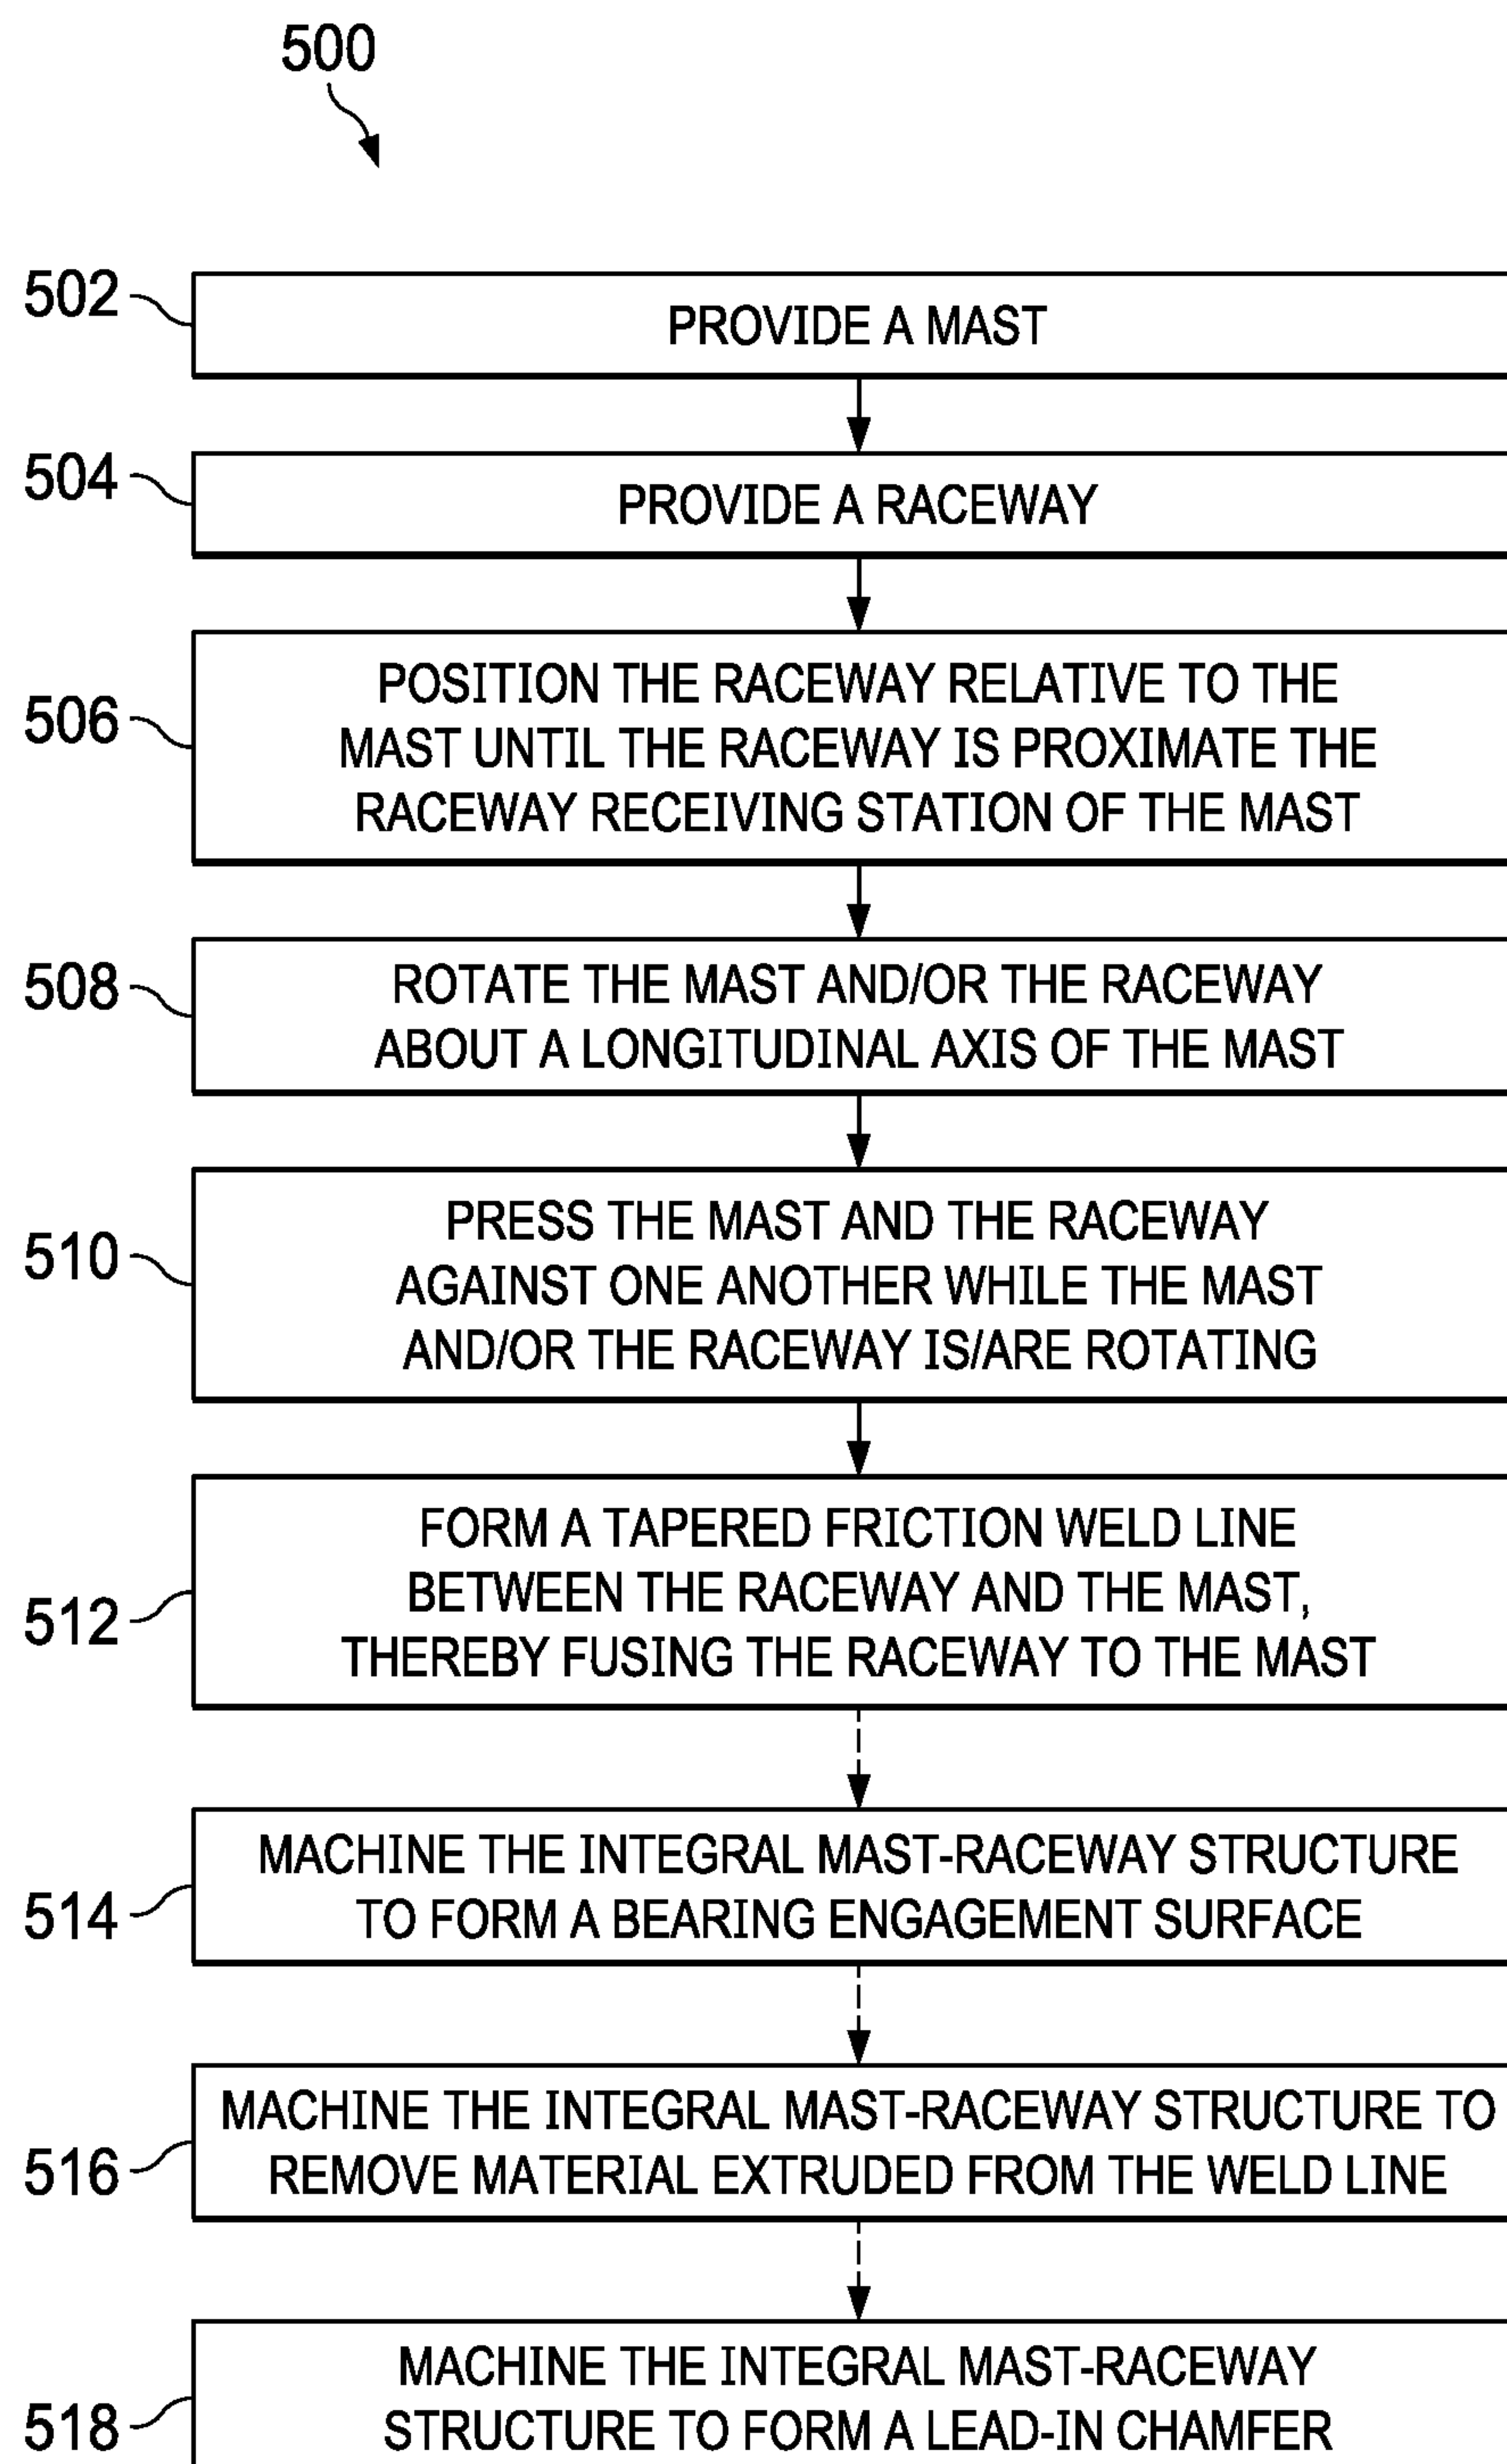 500
502
PROVIDE A MAST
504
PROVIDE A RACEWAY
506
POSITION THE RACEWAY RELATIVE TO THE
MAST UNTIL THE RACEWAY IS PROXIMATE THE
RACEWAY RECEIVING STATION OF THE MAST
508
ROTATE THE MAST AND/OR THE RACEWAY
ABOUT A LONGITUDINAL AXIS OF THE MAST
510
PRESS THE MAST AND THE RACEWAY
AGAINST ONE ANOTHER WHILE THE MAST
AND/OR THE RACEWAY IS/ARE ROTATING
512
FORM A TAPERED FRICTION WELD LINE
BETWEEN THE RACEWAY AND THE MAST,
THEREBY FUSING THE RACEWAY TO THE MAST
514
MACHINE THE INTEGRAL MAST-RACEWAY STRUCTURE
TO FORM A BEARING ENGAGEMENT SURFACE
516
MACHINE THE INTEGRAL MAST-RACEWAY STRUCTURE TO
REMOVE MATERIAL EXTRUDED FROM THE WELD LINE
518
MACHINE THE INTEGRAL MAST-RACEWAY
STRUCTURE TO FORM A LEAD-IN CHAMFER